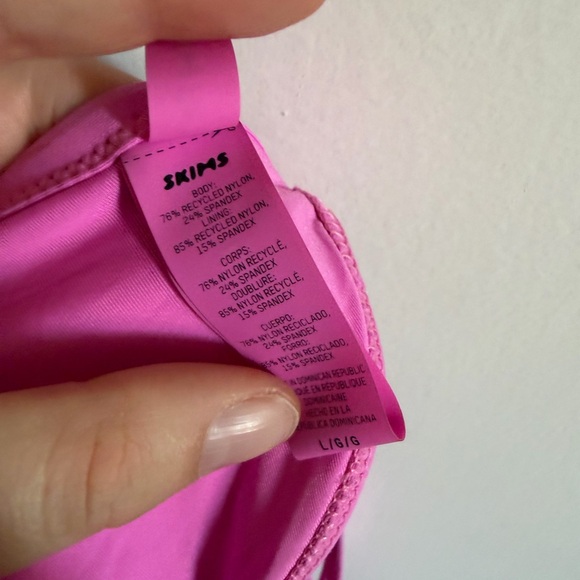 SKIMS
BODY:
76% RECYCLED NYLON,
24% SPANDEX
LINING:
85% RECYCLED NYLON,
15% SPANDEX
CORPS:
76% NYLON RECYCLÉ,
24% SPANDEX
DOUBLURE:
85% NYLON RECYCLÉ,
15% SPANDEX
CUERPO:
76% NYLON RECICLADO,
24% SPANDEX
FORRO:
5% NYLON RECICLADO,
15% SPANDEX
IN DOMINICAN REPUBLIC
EN RÉPUBLIQUE
DOMINICAINE
HECHO EN LA
DOMINICANA
L/G/G